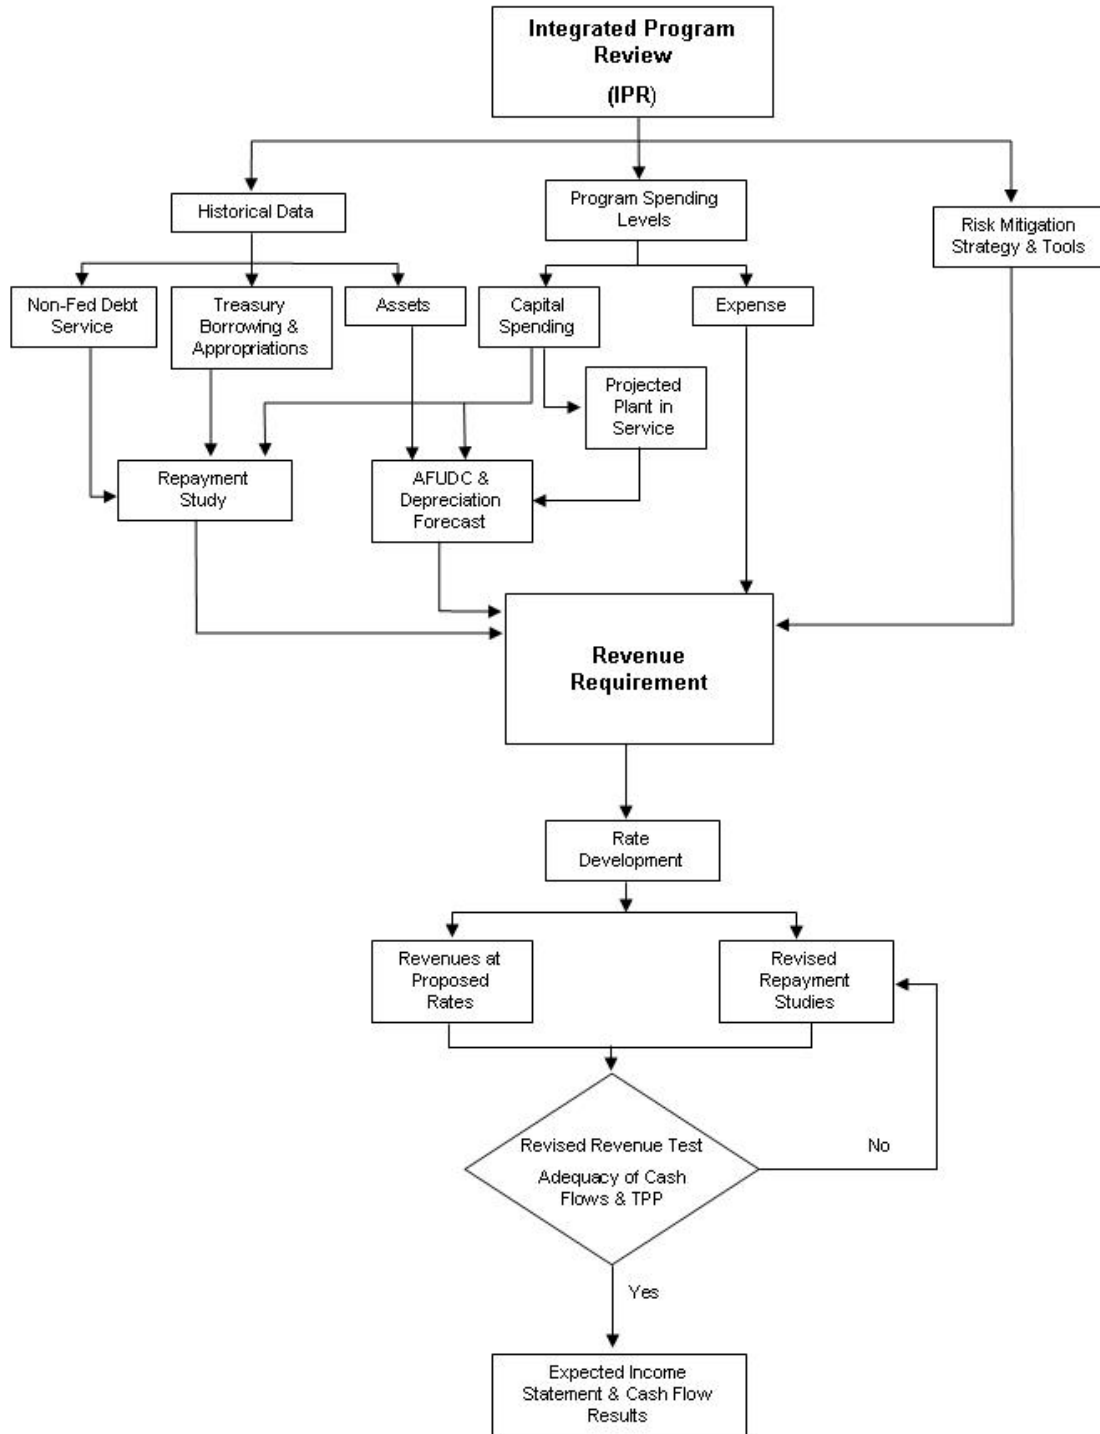 Integrated Program
Review
(IPR)
Historical Data
Program Spending
Levels
Risk Mitigation
Strategy & Tools
Non-Fed Debt
Service
Treasury
Borrowing &
Appropriations
Assets
Capital
Spending
Expense
Projected
Plant in
Service
Repayment
Study
AFUDC &
Depreciation
Forecast
Revenue
Requirement
Rate
Development
Revenues at
Proposed
Rates
Revised
Repayment
Studies
Revised Revenue Test
Adequacy of Cash
Flows & TPP
No
Yes
Expected Income
Statement & Cash Flow
Results